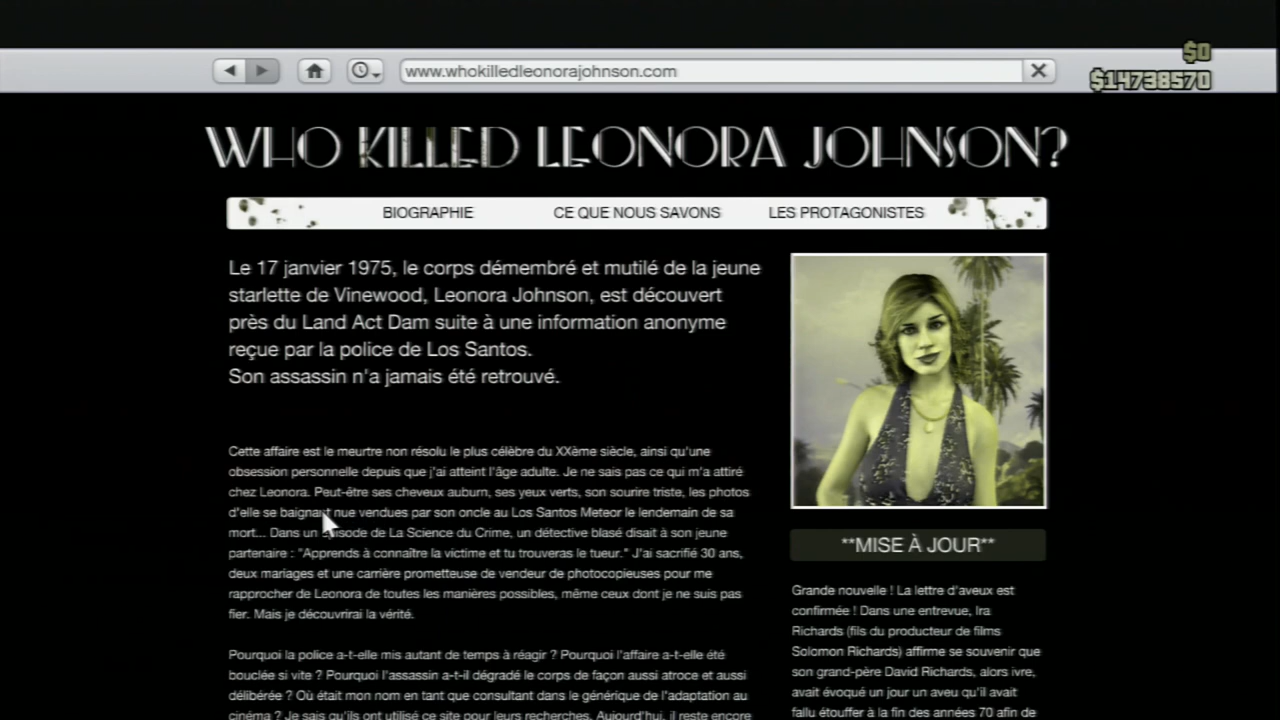 $0
www.whokilledleonorajohnson.com
$14738570
WHO KILLED LEONORA JOHNSON?
BIOGRAPHIE
CE QUE NOUS SAVONS
LES PROTAGONISTES
Le 17 janvier 1975, le corps démembré et mutilé de la jeune
starlette de Vinewood, Leonora Johnson, est découvert
près du Land Act Dam suite à une information anonyme
reçue par la police de Los Santos.
Son assassin n'a jamais été retrouvé.
Cette affaire est le meurtre non résolu le plus célèbre du XXème siècle, ainsi qu'une
obsession personnelle depuis que j'ai atteint l'âge adulte. Je ne sais pas ce qui m'a attiré
chez Leonora. Peut-être ses cheveux auburn, ses yeux verts, son sourire triste, les photos
d'elle se baignant nue vendues par son oncle au Los Santos Meteor le lendemain de sa
mort... Dans un épisode de La Science du Crime, un détective blasé disait à son jeune
partenaire : "Apprends à connaître la victime et tu trouveras le tueur." J'ai sacrifié 30 ans,
deux mariages et une carrière prometteuse de vendeur de photocopieuses pour me
rapprocher de Leonora de toutes les manières possibles, même ceux dont je ne suis pas
fier. Mais je découvrirai la vérité.
Pourquoi la police a-t-elle mis autant de temps à réagir ? Pourquoi l'affaire a-t-elle été
bouclée si vite ? Pourquoi l'assassin a-t-il dégradé le corps de façon aussi atroce et aussi
délibérée ? Où était mon nom en tant que consultant dans le générique de l'adaptation au
cinéma ? Je sais qu'ils ont utilisé ce site pour leurs recherches. Aujourd'hui, il reste encore
**MISE À JOUR**
Grande nouvelle ! La lettre d'aveux est
confirmée ! Dans une entrevue, Ira
Richards (fils du producteur de films
Solomon Richards) affirme se souvenir que
son grand-père David Richards, alors ivre,
avait évoqué un jour un aveu qu'il avait
fallu étouffer à la fin des années 70 afin de